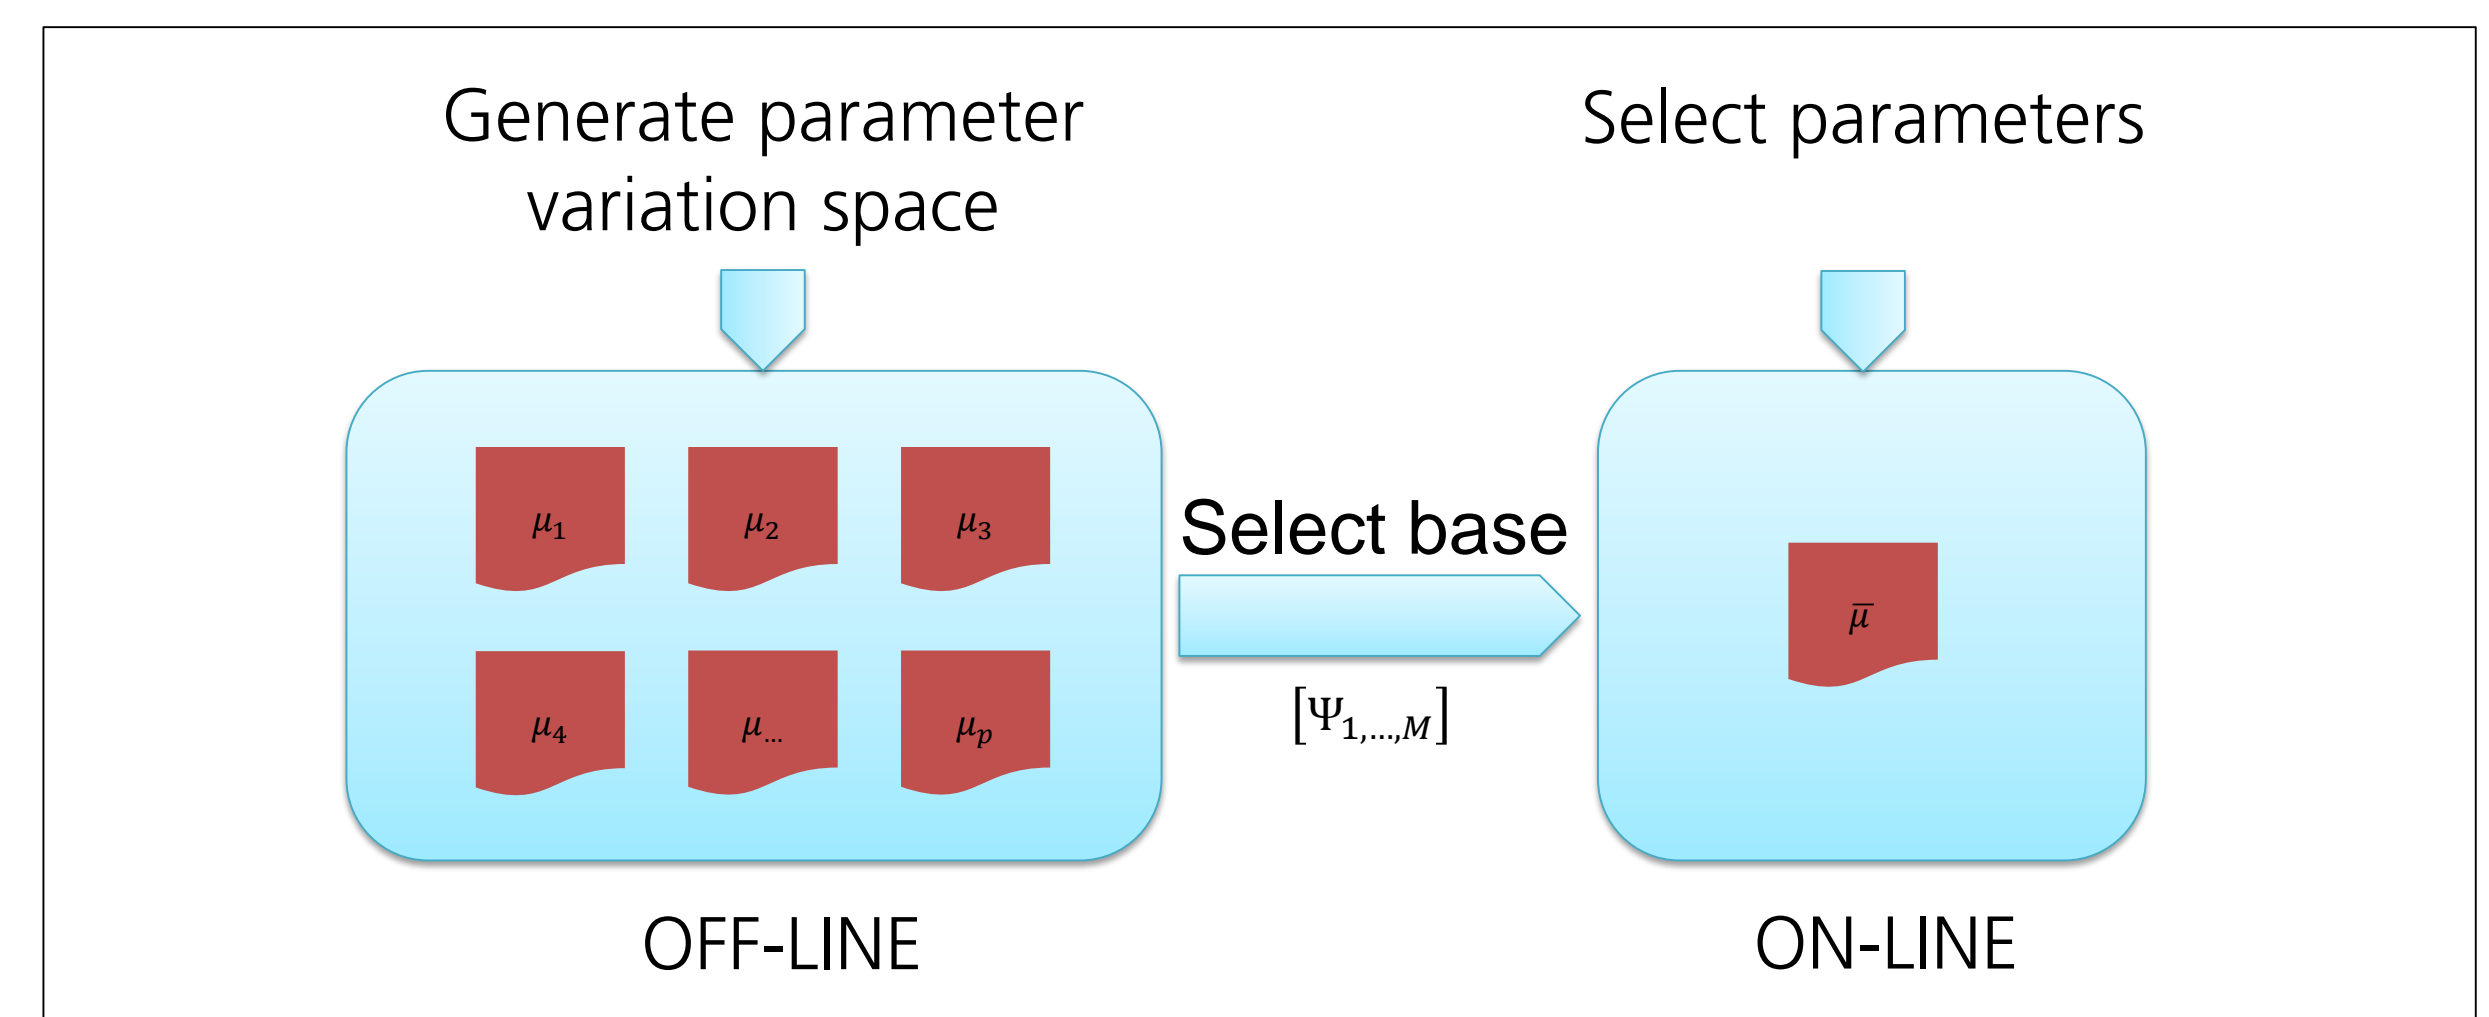 Generate parameter
variation space
Select parameters
μ₁ μ₂ μ₃
Select base
μ̅
[Ψ₁,...,M]
μ₄ μ... μₚ
OFF-LINE
ON-LINE